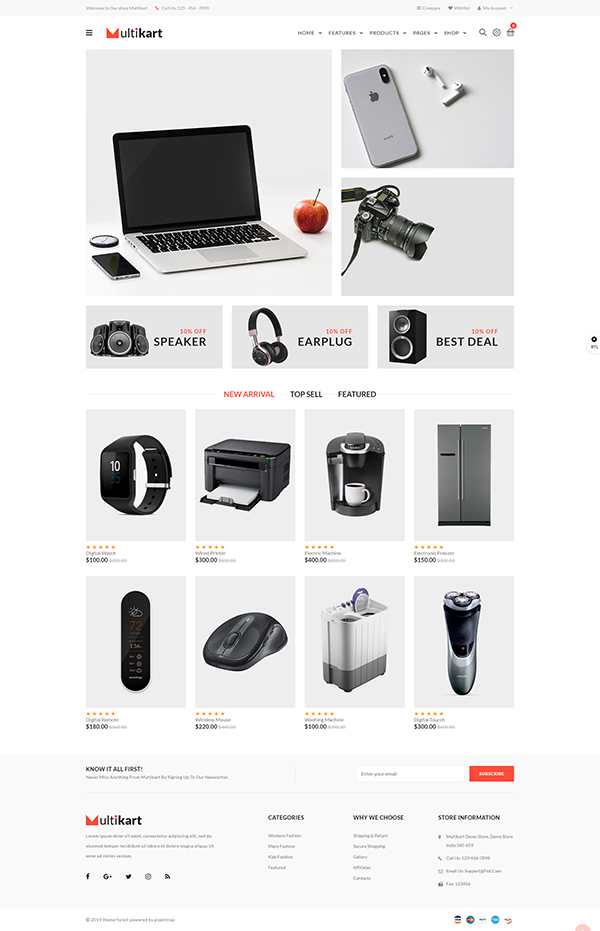 Welcome to Our store Multikart
Call Us: 123 - 456 - 7890
Compare
Wishlist
My Account
Multikart
HOME FEATURES PRODUCTS PAGES SHOP
10% OFF
SPEAKER
10% OFF
EARPLUG
10% OFF
BEST DEAL
RTL
NEW ARRIVAL TOP SELL FEATURED
10
10
Digital Watch
$100.00 $200.00
Wired Printer
$300.00 $600.00
Electric Machine
$400.00
Electronic Freezer
$150.00 $300.00
72
Digital Remote
$180.00 $360.00
Wireless Mouse
$220.00 $440.00
Washing Machine
$100.00
Digital Tourch
$300.00 $600.00
KNOW IT ALL FIRST!
Never Miss Anything From Multikart By Signing Up To Our Newsletter.
Enter your email
SUBSCRIBE
Multikart
Lorem ipsum dolor sit amet, consectetur adipiscing elit,
sed do eiusmod tempor incididunt ut labore et dolore magna aliqua. Ut
enim ad minim veniam,
CATEGORIES
Womens Fashion
Mens Fashion
Kids Fashion
Featured
WHY WE CHOOSE
Shipping & Return
Secure Shopping
Gallary
Affiliates
Contacts
STORE INFORMATION
Multikart Demo Store, Demo Store
India 345-659
Call Us: 123-456-7898
Email Us: Support@Fiot.Com
Fax: 123456
© 2019 theme forest powered by pixelstrap